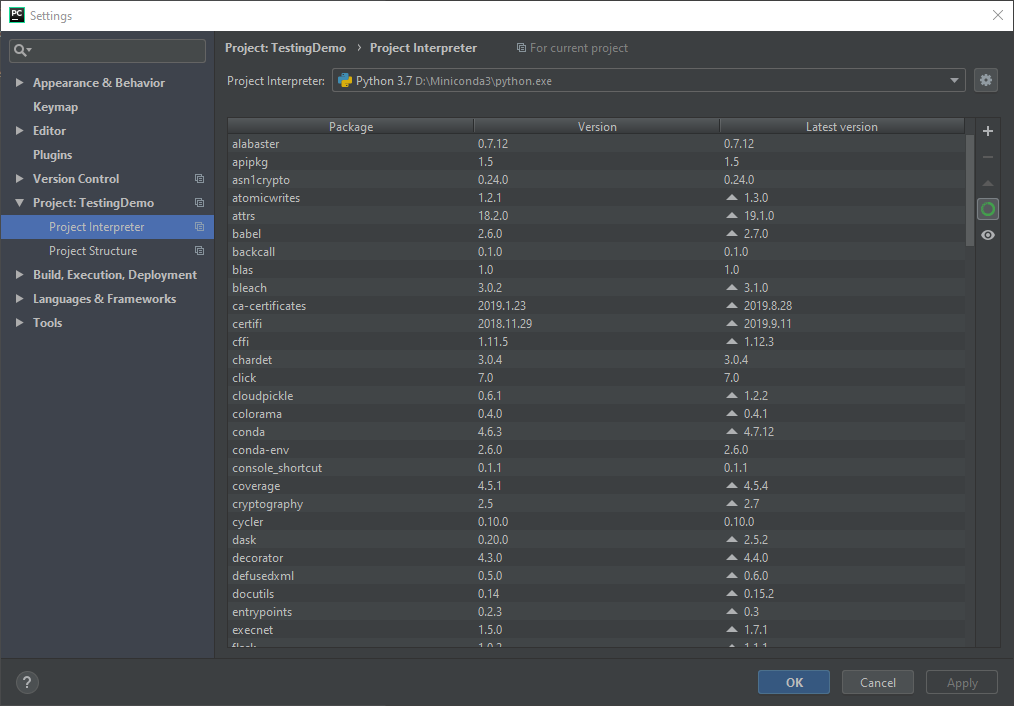 PC Settings
Project: TestingDemo › Project Interpreter For current project
Appearance & Behavior
Keymap
Editor
Plugins
Version Control
Project: TestingDemo
Project Interpreter
Project Structure
Build, Execution, Deployment
Languages & Frameworks
Tools
Project Interpreter: Python 3.7 D:\Miniconda3\python.exe
Package Version Latest version
alabaster 0.7.12 0.7.12
apipkg 1.5 1.5
asn1crypto 0.24.0 0.24.0
atomicwrites 1.2.1 1.3.0
attrs 18.2.0 19.1.0
babel 2.6.0 2.7.0
backcall 0.1.0 0.1.0
blas 1.0 1.0
bleach 3.0.2 3.1.0
ca-certificates 2019.1.23 2019.8.28
certifi 2018.11.29 2019.9.11
cffi 1.11.5 1.12.3
chardet 3.0.4 3.0.4
click 7.0 7.0
cloudpickle 0.6.1 1.2.2
colorama 0.4.0 0.4.1
conda 4.6.3 4.7.12
conda-env 2.6.0 2.6.0
console_shortcut 0.1.1 0.1.1
coverage 4.5.1 4.5.4
cryptography 2.5 2.7
cycler 0.10.0 0.10.0
dask 0.20.0 2.5.2
decorator 4.3.0 4.4.0
defusedxml 0.5.0 0.6.0
docutils 0.14 0.15.2
entrypoints 0.2.3 0.3
execnet 1.5.0 1.7.1
? OK Cancel Apply